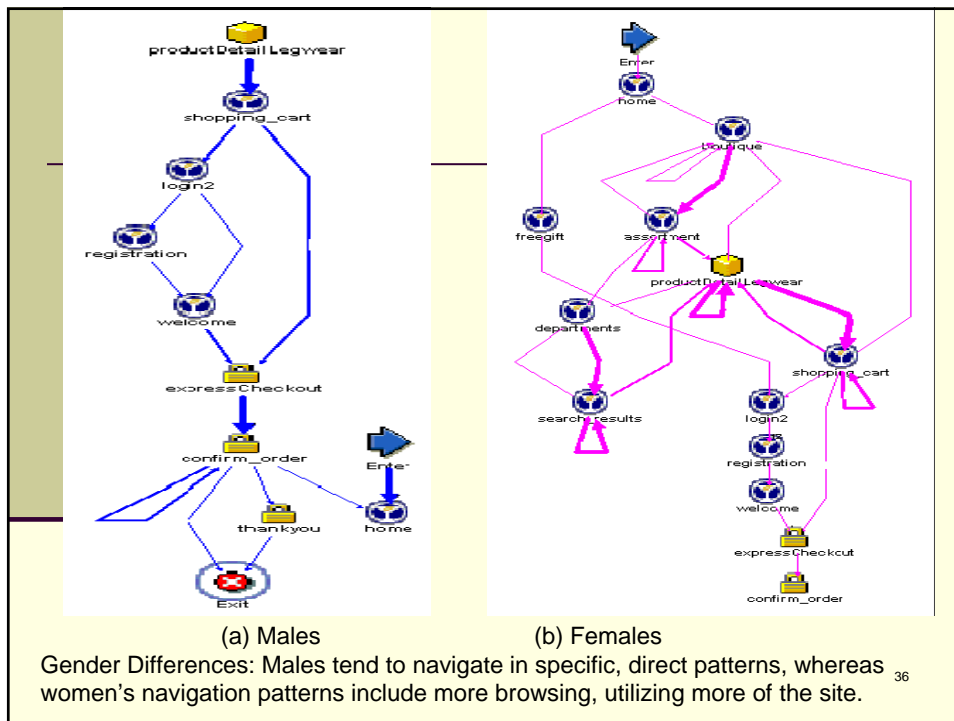 productDetailLegwear
shopping_cart
login2
registration
welcome
expressCheckout
confirm_order
Enter
thankyou
home
Exit
Enter
home
boutique
freegift
assortment
productDetailLegwear
departments
shopping_cart
search_results
login2
registration
welcome
expressCheckout
confirm_order
(a) Males
(b) Females
Gender Differences: Males tend to navigate in specific, direct patterns, whereas
women's navigation patterns include more browsing, utilizing more of the site.
36